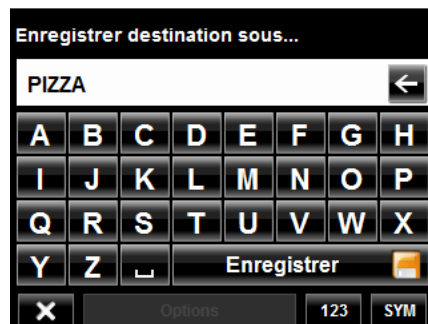 Enregistrer destination sous...
PIZZA
A B C D E F G H
I J K L M N O P
Q R S T U V W X
Y Z Enregistrer
Options 123 SYM